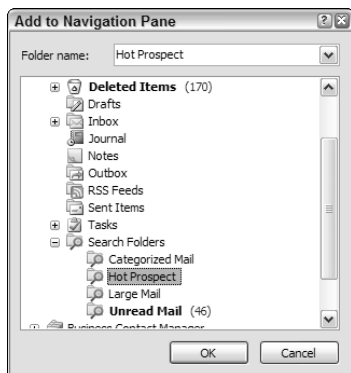 Add to Navigation Pane
Folder name: Hot Prospect
Deleted Items (170)
Drafts
Inbox
Journal
Notes
Outbox
RSS Feeds
Sent Items
Tasks
Search Folders
Categorized Mail
Hot Prospect
Large Mail
Unread Mail (46)
Business Contact Manager
OK Cancel